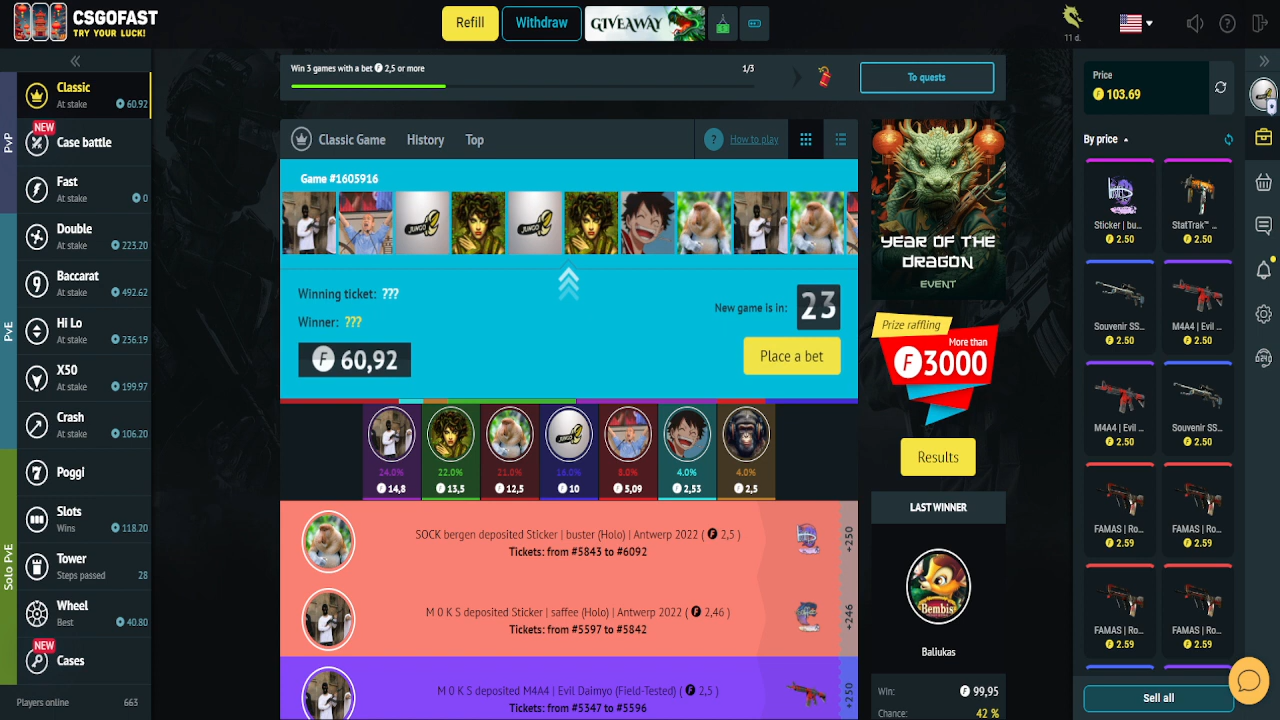 CSGOFAST
TRY YOUR LUCK!
Refill
Withdraw
GIVEAWAY
11 d.
PvP
PvE
Solo PvE
Classic
At stake
60.92
NEW
Case battle
Fast
At stake
0
Double
At stake
223.20
Baccarat
At stake
492.62
Hi Lo
At stake
236.19
X50
At stake
199.97
Crash
At stake
106.20
Poggi
Slots
Wins
118.20
Tower
Steps passed
28
Wheel
Best
40.80
NEW
Cases
Players online
663
Win 3 games with a bet F 2,5 or more
1/3
To quests
Classic Game
History
Top
? How to play
Game #1605916
JUNGO
JUNGO
Winning ticket: ???
Winner: ???
F 60,92
New game is in:
23
Place a bet
24.0%
14,8
22.0%
13,5
21.0%
12,5
16.0%
10
8.0%
5,09
4.0%
2,53
4.0%
2,5
SOCK bergen deposited Sticker | buster (Holo) | Antwerp 2022 ( F 2,5 )
Tickets: from #5843 to #6092
+250
M O K S deposited Sticker | saffee (Holo) | Antwerp 2022 ( F 2,46 )
Tickets: from #5597 to #5842
+246
M O K S deposited M4A4 | Evil Daimyo (Field-Tested) ( F 2,5 )
Tickets: from #5347 to #5596
+250
YEAR OF THE
DRAGON
EVENT
Prize raffling
More than
F 3000
Results
LAST WINNER
Bembis
Baliukas
Win:
F 99,95
Chance:
42 %
Price
F 103.69
By price
Sticker | bu...
F 2.50
StatTrak™ ...
F 2.50
Souvenir SS...
F 2.50
M4A4 | Evil ...
F 2.50
M4A4 | Evil ...
F 2.50
Souvenir SS...
F 2.50
FAMAS | Ro...
F 2.59
FAMAS | Ro...
F 2.59
FAMAS | Ro...
F 2.59
FAMAS | Ro...
F 2.59
Sell all